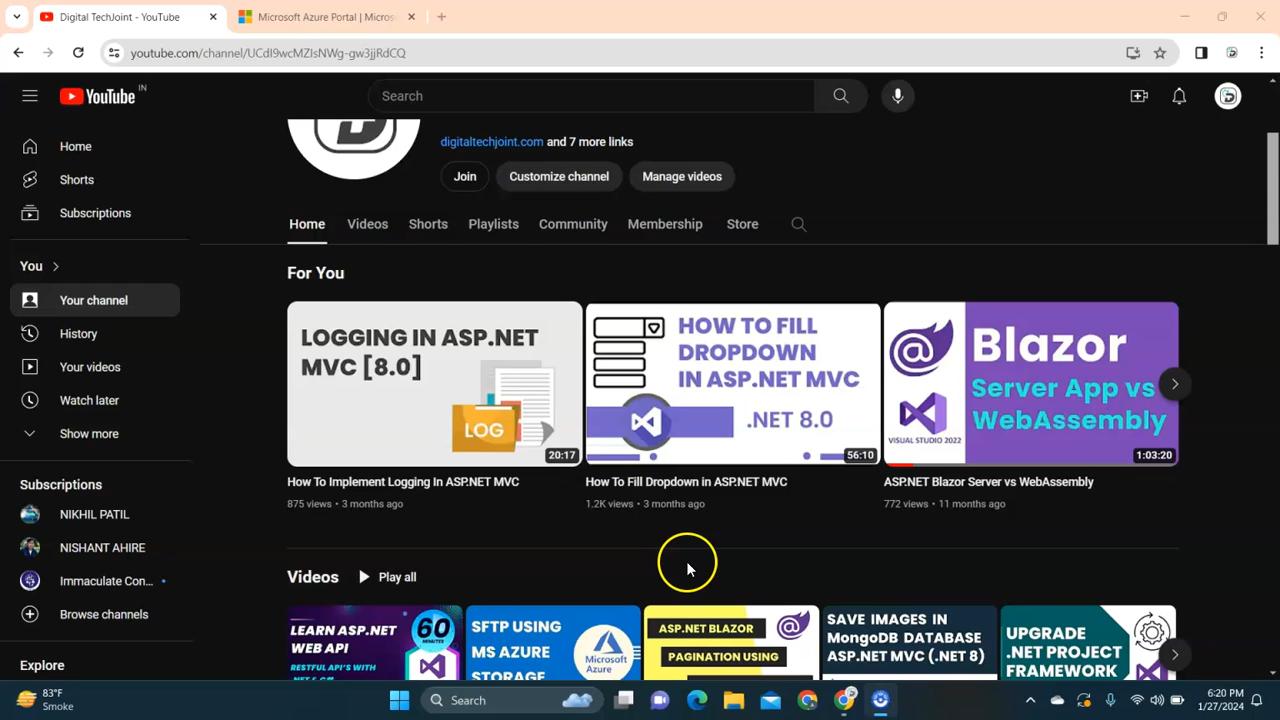 Digital TechJoint - YouTube
Microsoft Azure Portal | Micros
youtube.com/channel/UCdI9wcMZIsNWg-gw3jjRdCQ
YouTube IN
Search
digitaltechjoint.com and 7 more links
Join
Customize channel
Manage videos
Home
Videos
Shorts
Playlists
Community
Membership
Store
Home
Shorts
Subscriptions
You
Your channel
History
Your videos
Watch later
Show more
Subscriptions
NIKHIL PATIL
NISHANT AHIRE
Immaculate Con...
Browse channels
Explore
For You
LOGGING IN ASP.NET
MVC [8.0]
LOG
20:17
How To Implement Logging In ASP.NET MVC
875 views • 3 months ago
HOW TO FILL
DROPDOWN
IN ASP.NET MVC
.NET 8.0
56:10
How To Fill Dropdown in ASP.NET MVC
1.2K views • 3 months ago
Blazor
Server App vs
WebAssembly
VISUAL STUDIO 2022
1:03:20
ASP.NET Blazor Server vs WebAssembly
772 views • 11 months ago
Videos
Play all
LEARN ASP.NET
WEB API
RESTFUL API'S WITH
60
MINUTES
SFTP USING
MS AZURE
STORAGE
Microsoft
Azure
ASP.NET BLAZOR
PAGINATION USING
SAVE IMAGES IN
MongoDB DATABASE
ASP.NET MVC (.NET 8)
UPGRADE
.NET PROJECT
FRAMEWORK
83°F
Smoke
Search
6:20 PM
1/27/2024